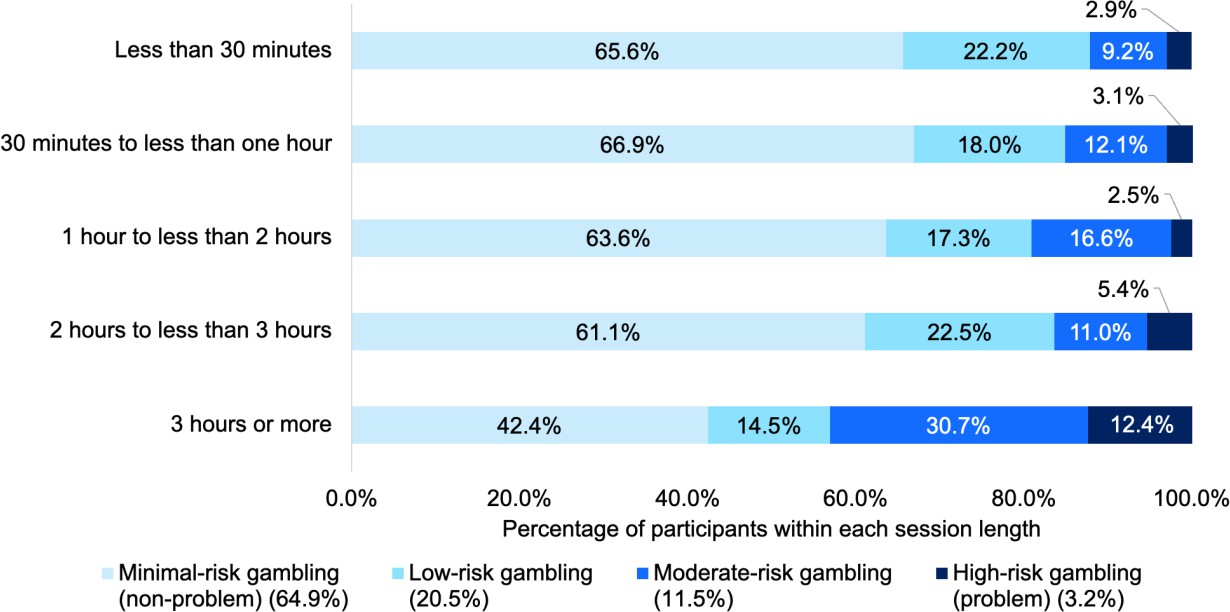 2.9%
Less than 30 minutes 65.6% 22.2% 9.2%
3.1%
30 minutes to less than one hour 66.9% 18.0% 12.1%
2.5%
1 hour to less than 2 hours 63.6% 17.3% 16.6%
5.4%
2 hours to less than 3 hours 61.1% 22.5% 11.0%
3 hours or more 42.4% 14.5% 30.7% 12.4%
0.0% 20.0% 40.0% 60.0% 80.0% 100.0%
Percentage of participants within each session length
Minimal-risk gambling
(non-problem) (64.9%)
Low-risk gambling
(20.5%)
Moderate-risk gambling
(11.5%)
High-risk gambling
(problem) (3.2%)